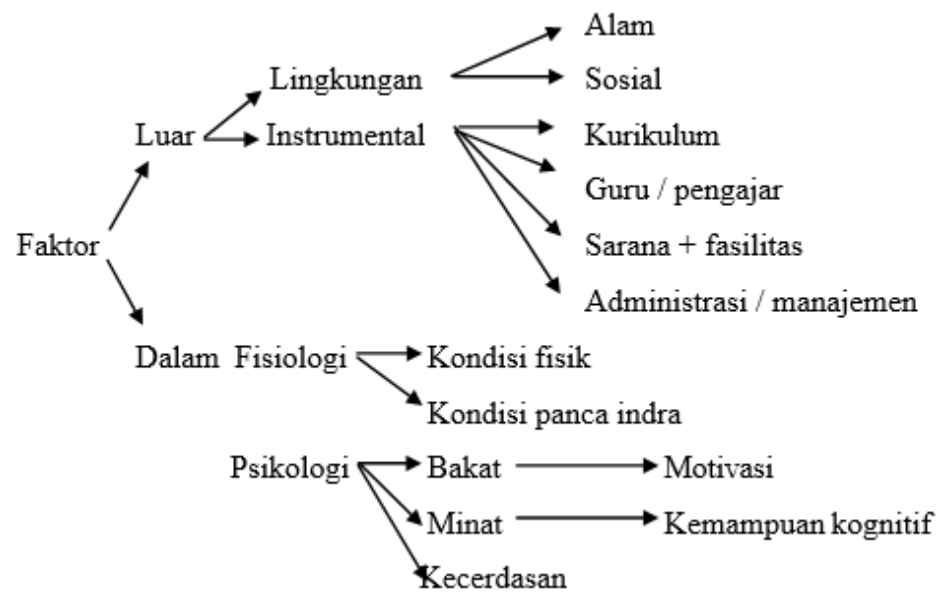 Alam
Lingkungan
Sosial
Luar
Instrumental
Kurikulum
Guru / pengajar
Faktor
Sarana + fasilitas
Administrasi / manajemen
Dalam Fisiologi
Kondisi fisik
Kondisi panca indra
Psikologi
Bakat
Motivasi
Minat
Kemampuan kognitif
Kecerdasan